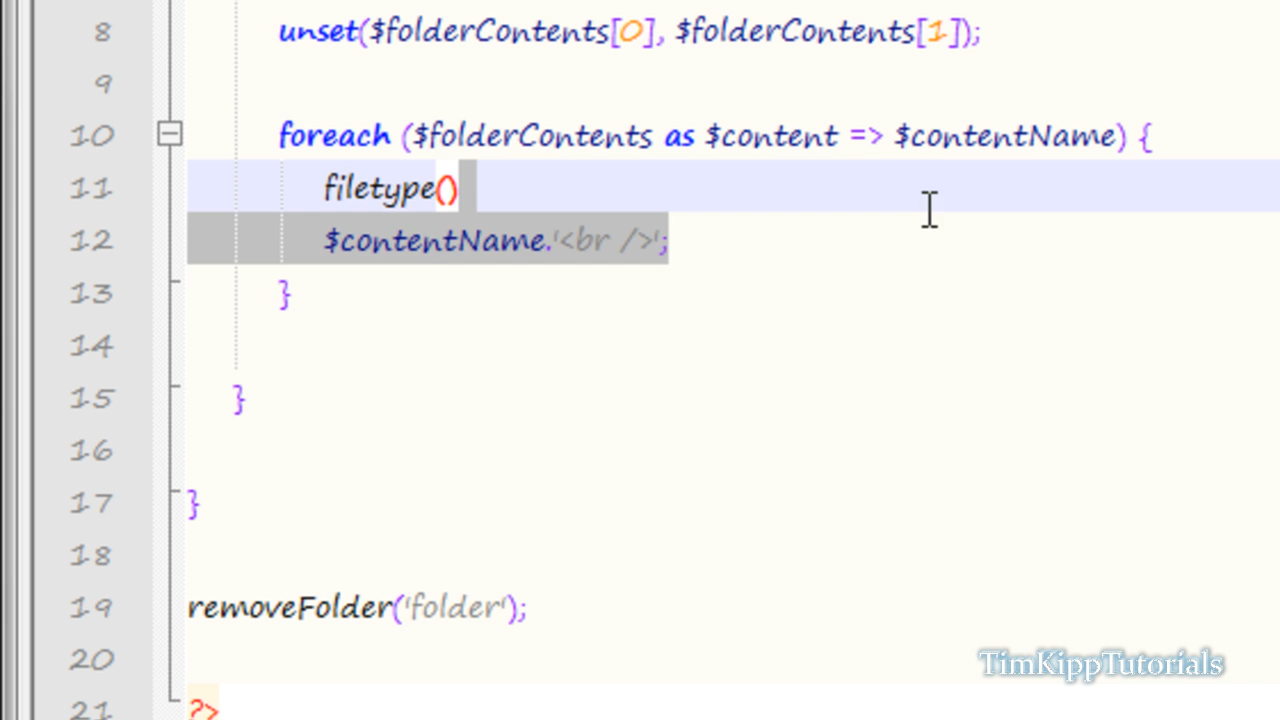 8 unset($folderContents[0], $folderContents[1]);
9
10 foreach ($folderContents as $content => $contentName) {
11 filetype()
12 $contentName.'<br />';
13 }
14
15 }
16
17 }
18
19 removeFolder('folder');
20
TimKippTutorials
21 ?>